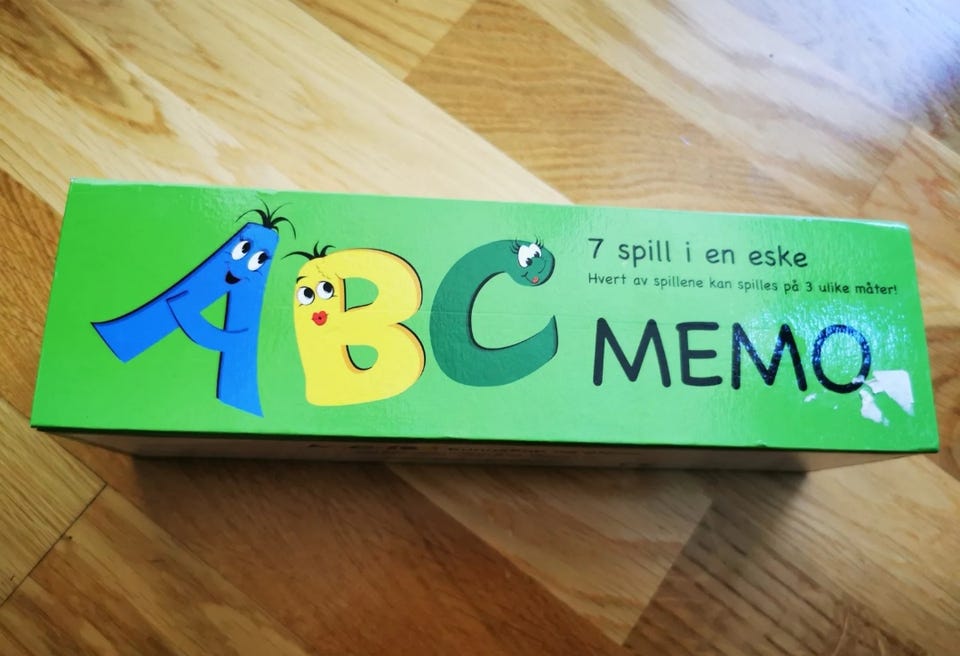 ABC
7 spill i en eske
Hvert av spillene kan spilles på 3 ulike måter!
MEMO